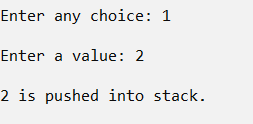 Enter any choice: 1
Enter a value: 2
2 is pushed into stack.